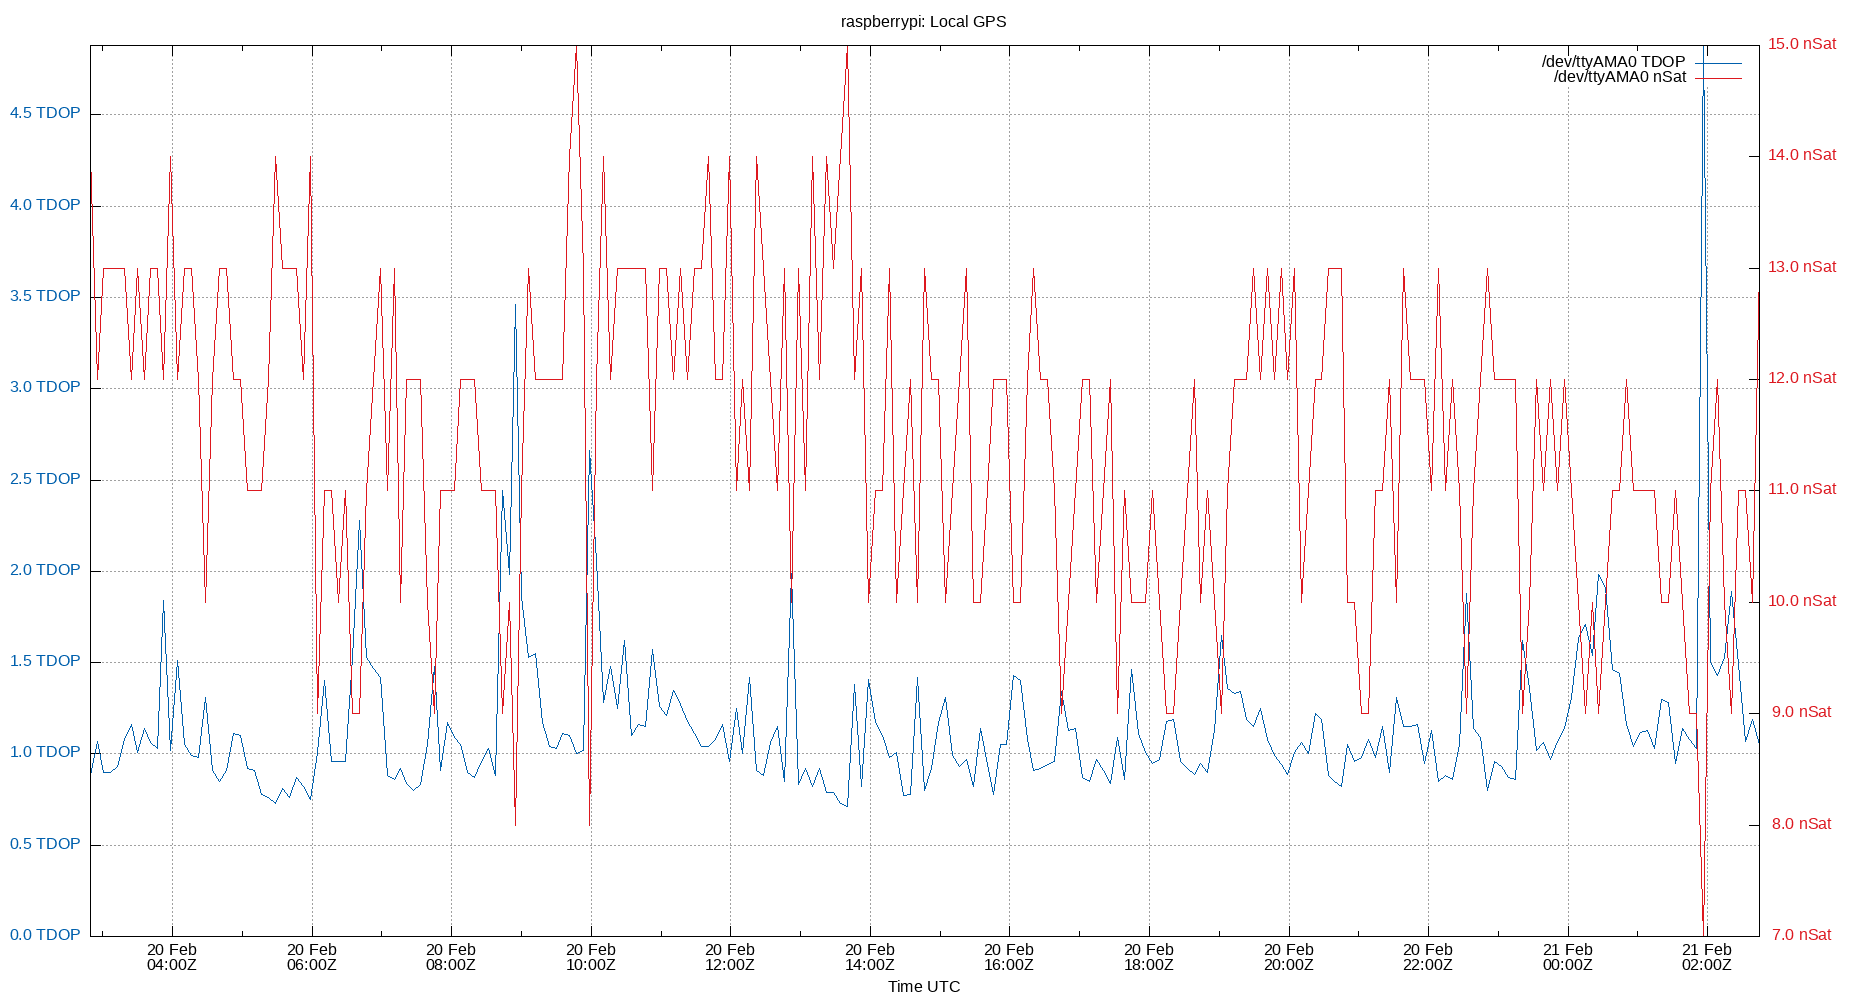 raspberrypi: Local GPS
/dev/ttyAMA0 TDOP
/dev/ttyAMA0 nSat
4.5 TDOP
4.0 TDOP
3.5 TDOP
3.0 TDOP
2.5 TDOP
2.0 TDOP
1.5 TDOP
1.0 TDOP
0.5 TDOP
0.0 TDOP
15.0 nSat
14.0 nSat
13.0 nSat
12.0 nSat
11.0 nSat
10.0 nSat
9.0 nSat
8.0 nSat
7.0 nSat
20 Feb
04:00Z
20 Feb
06:00Z
20 Feb
08:00Z
20 Feb
10:00Z
20 Feb
12:00Z
20 Feb
14:00Z
20 Feb
16:00Z
20 Feb
18:00Z
20 Feb
20:00Z
20 Feb
22:00Z
21 Feb
00:00Z
21 Feb
02:00Z
Time UTC